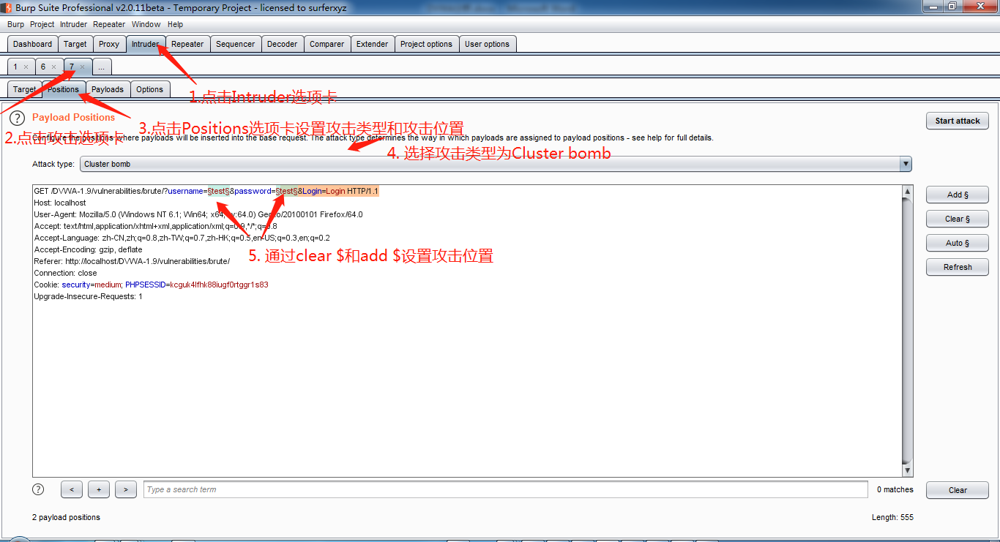 Burp Suite Professional v2.0.11beta - Temporary Project - licensed to surferxyz
Burp Project Intruder Repeater Window Help
Dashboard Target Proxy Intruder Repeater Sequencer Decoder Comparer Extender Project options User options
1 × 6 × 7 × ...
Target Positions Payloads Options
1.点击Intruder选项卡
? Payload Positions
Start attack
3.点击Positions选项卡设置攻击类型和攻击位置
2.点击攻击选项卡
Configure the positions where payloads will be inserted into the base request. The attack type determines the way in which payloads are assigned to payload positions - see help for full details.
4. 选择攻击类型为Cluster bomb
Attack type: Cluster bomb
GET /DVWA-1.9/vulnerabilities/brute/?username=§test§&password=§test§&Login=Login HTTP/1.1
Host: localhost
User-Agent: Mozilla/5.0 (Windows NT 6.1; Win64; x64; rv:64.0) Gecko/20100101 Firefox/64.0
Accept: text/html,application/xhtml+xml,application/xml;q=0.9,*/*;q=0.8
Accept-Language: zh-CN,zh;q=0.8,zh-TW;q=0.7,zh-HK;q=0.5,en-US;q=0.3,en;q=0.2
Accept-Encoding: gzip, deflate
Referer: http://localhost/DVWA-1.9/vulnerabilities/brute/
Connection: close
Cookie: security=medium; PHPSESSID=kcguk4lfhk88iugf0rtggr1s83
Upgrade-Insecure-Requests: 1
5. 通过clear $和add $设置攻击位置
Add §
Clear §
Auto §
Refresh
? < + > Type a search term 0 matches Clear
2 payload positions Length: 555